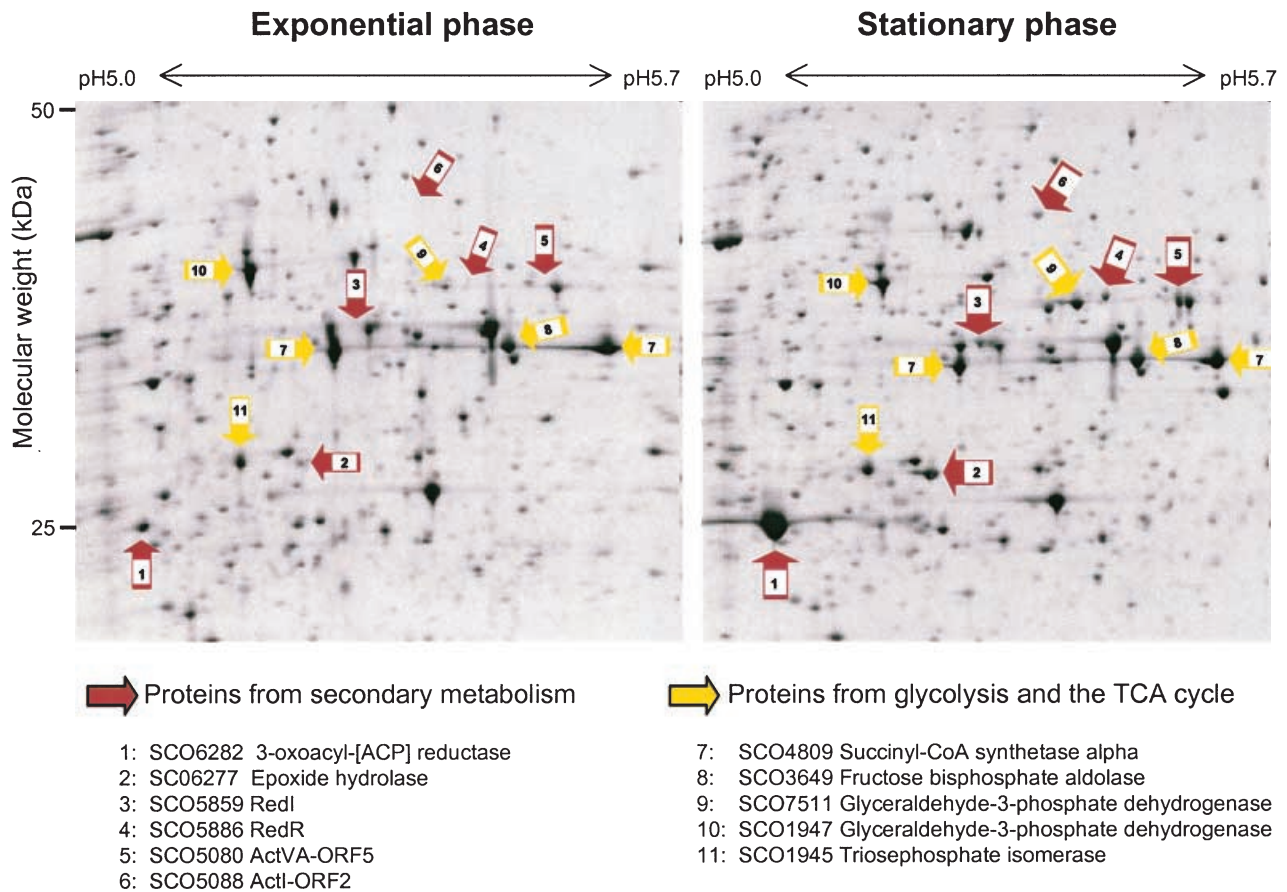 Exponential phase
Stationary phase
pH5.0
pH5.7
pH5.0
pH5.7
Molecular weight (kDa)
50
25
6
9
4
5
10
3
8
7
7
11
2
1
6
9
4
5
10
3
8
7
7
11
2
1
Proteins from secondary metabolism
1: SCO6282 3-oxoacyl-[ACP] reductase
2: SC06277 Epoxide hydrolase
3: SCO5859 RedI
4: SCO5886 RedR
5: SCO5080 ActVA-ORF5
6: SCO5088 ActI-ORF2
Proteins from glycolysis and the TCA cycle
7: SCO4809 Succinyl-CoA synthetase alpha
8: SCO3649 Fructose bisphosphate aldolase
9: SCO7511 Glyceraldehyde-3-phosphate dehydrogenase
10: SCO1947 Glyceraldehyde-3-phosphate dehydrogenase
11: SCO1945 Triosephosphate isomerase